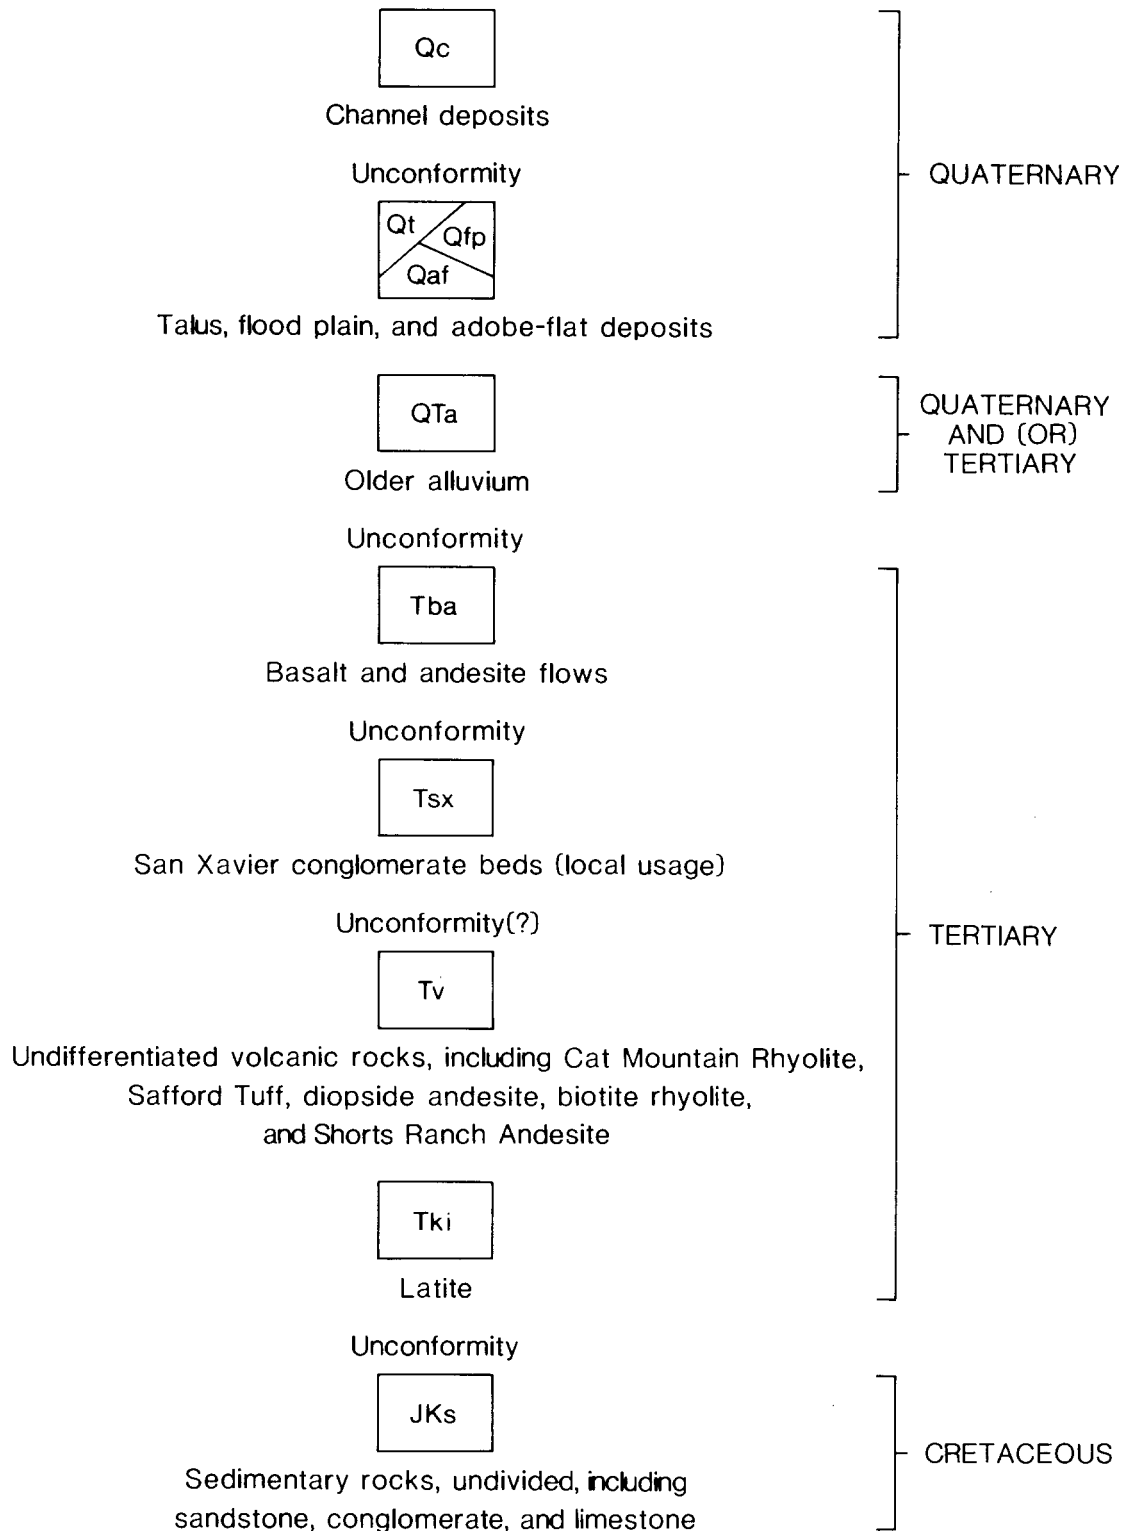 Qc
Channel deposits
Unconformity
QUATERNARY
Qt
Qfp
Qaf
Talus, flood plain, and adobe-flat deposits
QTa
Older alluvium
QUATERNARY
AND (OR)
TERTIARY
Unconformity
Tba
Basalt and andesite flows
Unconformity
Tsx
San Xavier conglomerate beds (local usage)
Unconformity(?)
TERTIARY
Tv
Undifferentiated volcanic rocks, including Cat Mountain Rhyolite,
Safford Tuff, diopside andesite, biotite rhyolite,
and Shorts Ranch Andesite
Tki
Latite
Unconformity
JKs
CRETACEOUS
Sedimentary rocks, undivided, including
sandstone, conglomerate, and limestone